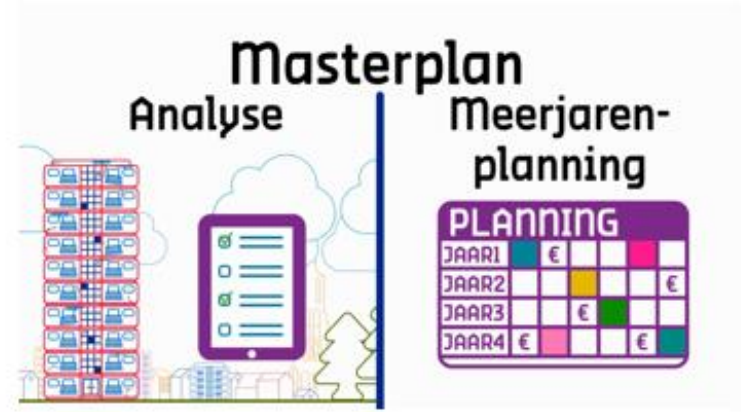 Masterplan
Analyse
Meerjaren-
planning
PLANNING
JAAR1 €
JAAR2 €
JAAR3 €
JAAR4 € €